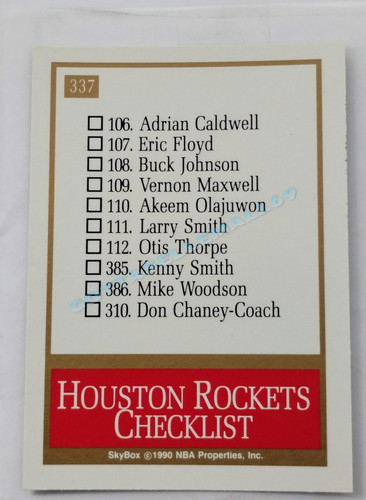 337
106. Adrian Caldwell
107. Eric Floyd
108. Buck Johnson
109. Vernon Maxwell
110. Akeem Olajuwon
111. Larry Smith
112. Otis Thorpe
385. Kenny Smith
386. Mike Woodson
310. Don Chaney-Coach
HOUSTON ROCKETS
CHECKLIST
SkyBox ©1990 NBA Properties, Inc.